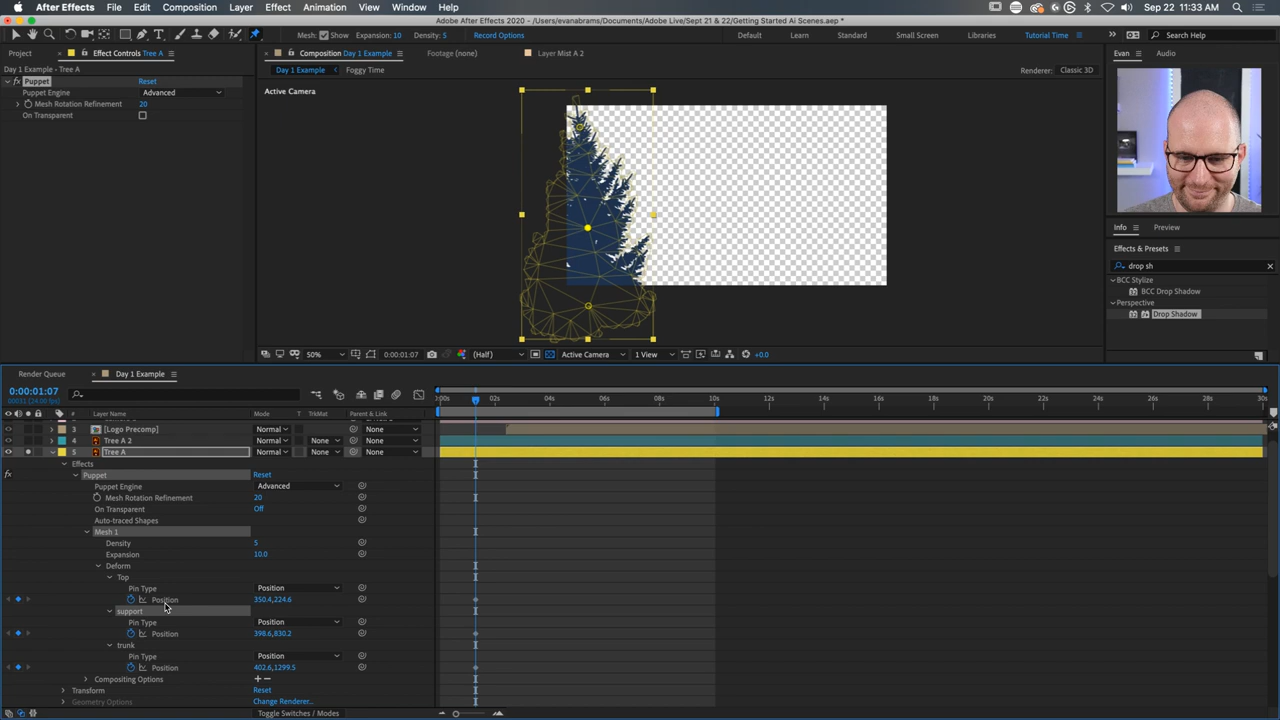 After Effects File Edit Composition Layer Effect Animation View Window Help Sep 22 11:33 AM
Adobe After Effects 2020 - /Users/evanabrams/Documents/Adobe Live/Sept 21 & 22/Getting Started Ai Scenes.aep *
Mesh: Show Expansion: 10 Density: 5 Record Options Default Learn Standard Small Screen Libraries Tutorial Time Search Help
Project Effect Controls Tree A Composition Day 1 Example Footage (none) Layer Mist A 2 Evan Audio
Day 1 Example · Tree A Day 1 Example Foggy Time Renderer: Classic 3D
fx Puppet Reset
Puppet Engine Advanced Active Camera
Mesh Rotation Refinement 20
On Transparent
Info Preview
Effects & Presets
drop sh
BCC Stylize
BCC Drop Shadow
Perspective
Drop Shadow
50% 0:00:01:07 (Half) Active Camera 1 View +0.0
Render Queue Day 1 Example
0:00:01:07
00031 (24.00 fps)
:00s 02s 04s 06s 08s 10s 12s 14s 16s 18s 20s 22s 24s 26s 28s 30s
# Layer Name Mode T TrkMat Parent & Link
3 [Logo Precomp] Normal None
4 Tree A 2 Normal None None
5 Tree A Normal None None
Effects
fx Puppet Reset
Puppet Engine Advanced
Mesh Rotation Refinement 20
On Transparent Off
Auto-traced Shapes
Mesh 1
Density 5
Expansion 10.0
Deform
Top
Pin Type Position
Position 350.4,224.6
support
Pin Type Position
Position 398.6,830.2
trunk
Pin Type Position
Position 402.6,1299.5
Compositing Options + −
Transform Reset
Geometry Options Change Renderer...
Toggle Switches / Modes